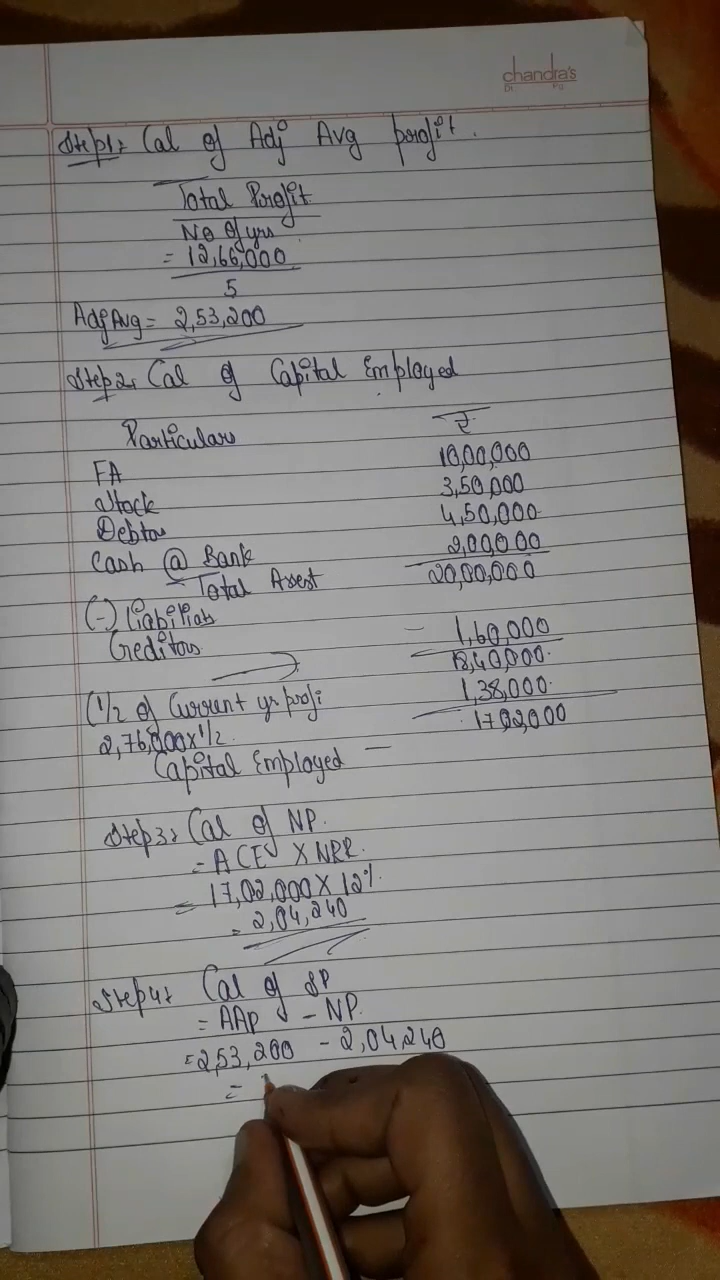 chandra's
Step1: Cal of Adj Avg profit.
Total Profit
No of yrs
= 12,66,000
5
Adj Avg = 2,53,200
Step2: Cal of Capital Employed
Particulars ₹
FA 10,00,000
Stock 3,50,000
Debtors 4,50,000
Cash @ Bank 2,00,000
Total Asset 20,00,000
(-) Liabilities
Creditors - 1,60,000
18,40,000
(1/2 of Current yr profi 1,38,000
2,76,000x1/2. 1702000
Capital Employed -
Step3: Cal of NP.
= ACE X NRR.
= 17,02,000 X 12%
= 2,04,240
Step4: Cal of SP
= AAP - NP.
= 2,53,200 - 2,04,240
=